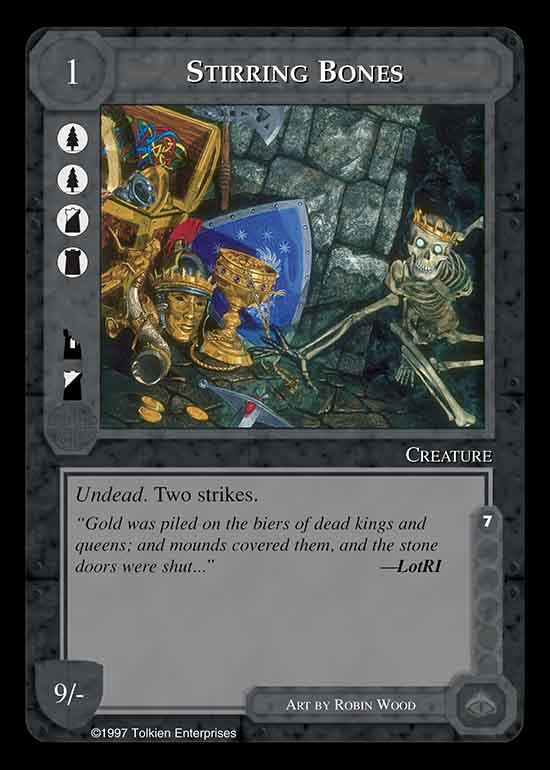 1
STIRRING BONES
CREATURE
Undead. Two strikes.
“Gold was piled on the biers of dead kings and
queens; and mounds covered them, and the stone
doors were shut...” —LotRI
7
9/-
ART BY ROBIN WOOD
©1997 Tolkien Enterprises